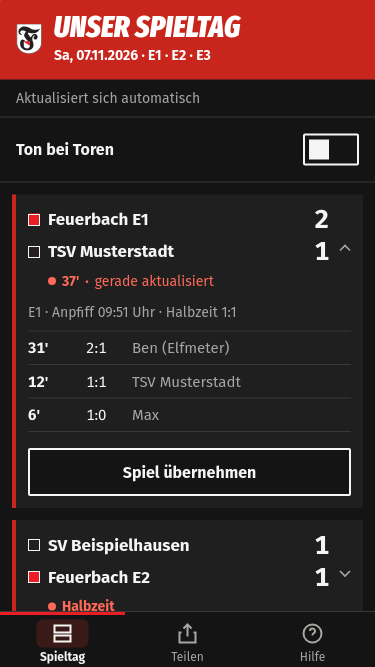 UNSER SPIELTAG
Sa, 07.11.2026 · E1 · E2 · E3
Aktualisiert sich automatisch
Ton bei Toren
Feuerbach E1 2
TSV Musterstadt 1
37' · gerade aktualisiert
E1 · Anpfiff 09:51 Uhr · Halbzeit 1:1
31' 2:1 Ben (Elfmeter)
12' 1:1 TSV Musterstadt
6' 1:0 Max
Spiel übernehmen
SV Beispielhausen 1
Feuerbach E2 1
Halbzeit
Spieltag Teilen Hilfe